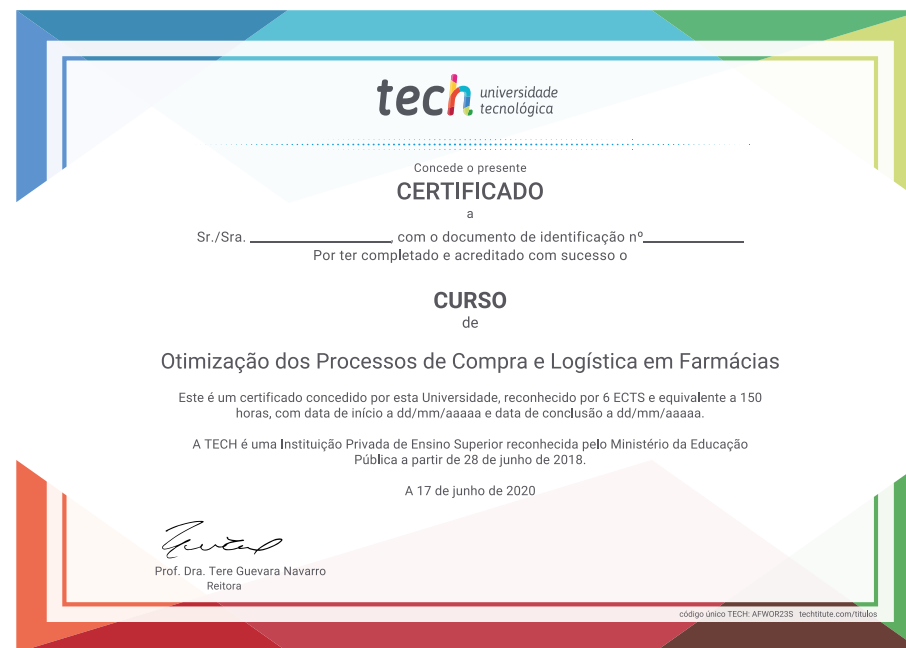 tech universidade
tecnológica
Concede o presente
CERTIFICADO
a
Sr./Sra. ____________________, com o documento de identificação nº______________
Por ter completado e acreditado com sucesso o
CURSO
de
Otimização dos Processos de Compra e Logística em Farmácias
Este é um certificado concedido por esta Universidade, reconhecido por 6 ECTS e equivalente a 150
horas, com data de início a dd/mm/aaaaa e data de conclusão a dd/mm/aaaaa.
A TECH é uma Instituição Privada de Ensino Superior reconhecida pelo Ministério da Educação
Pública a partir de 28 de junho de 2018.
A 17 de junho de 2020
Prof. Dra. Tere Guevara Navarro
Reitora
código único TECH: AFWOR23S techtitute.com/titulos